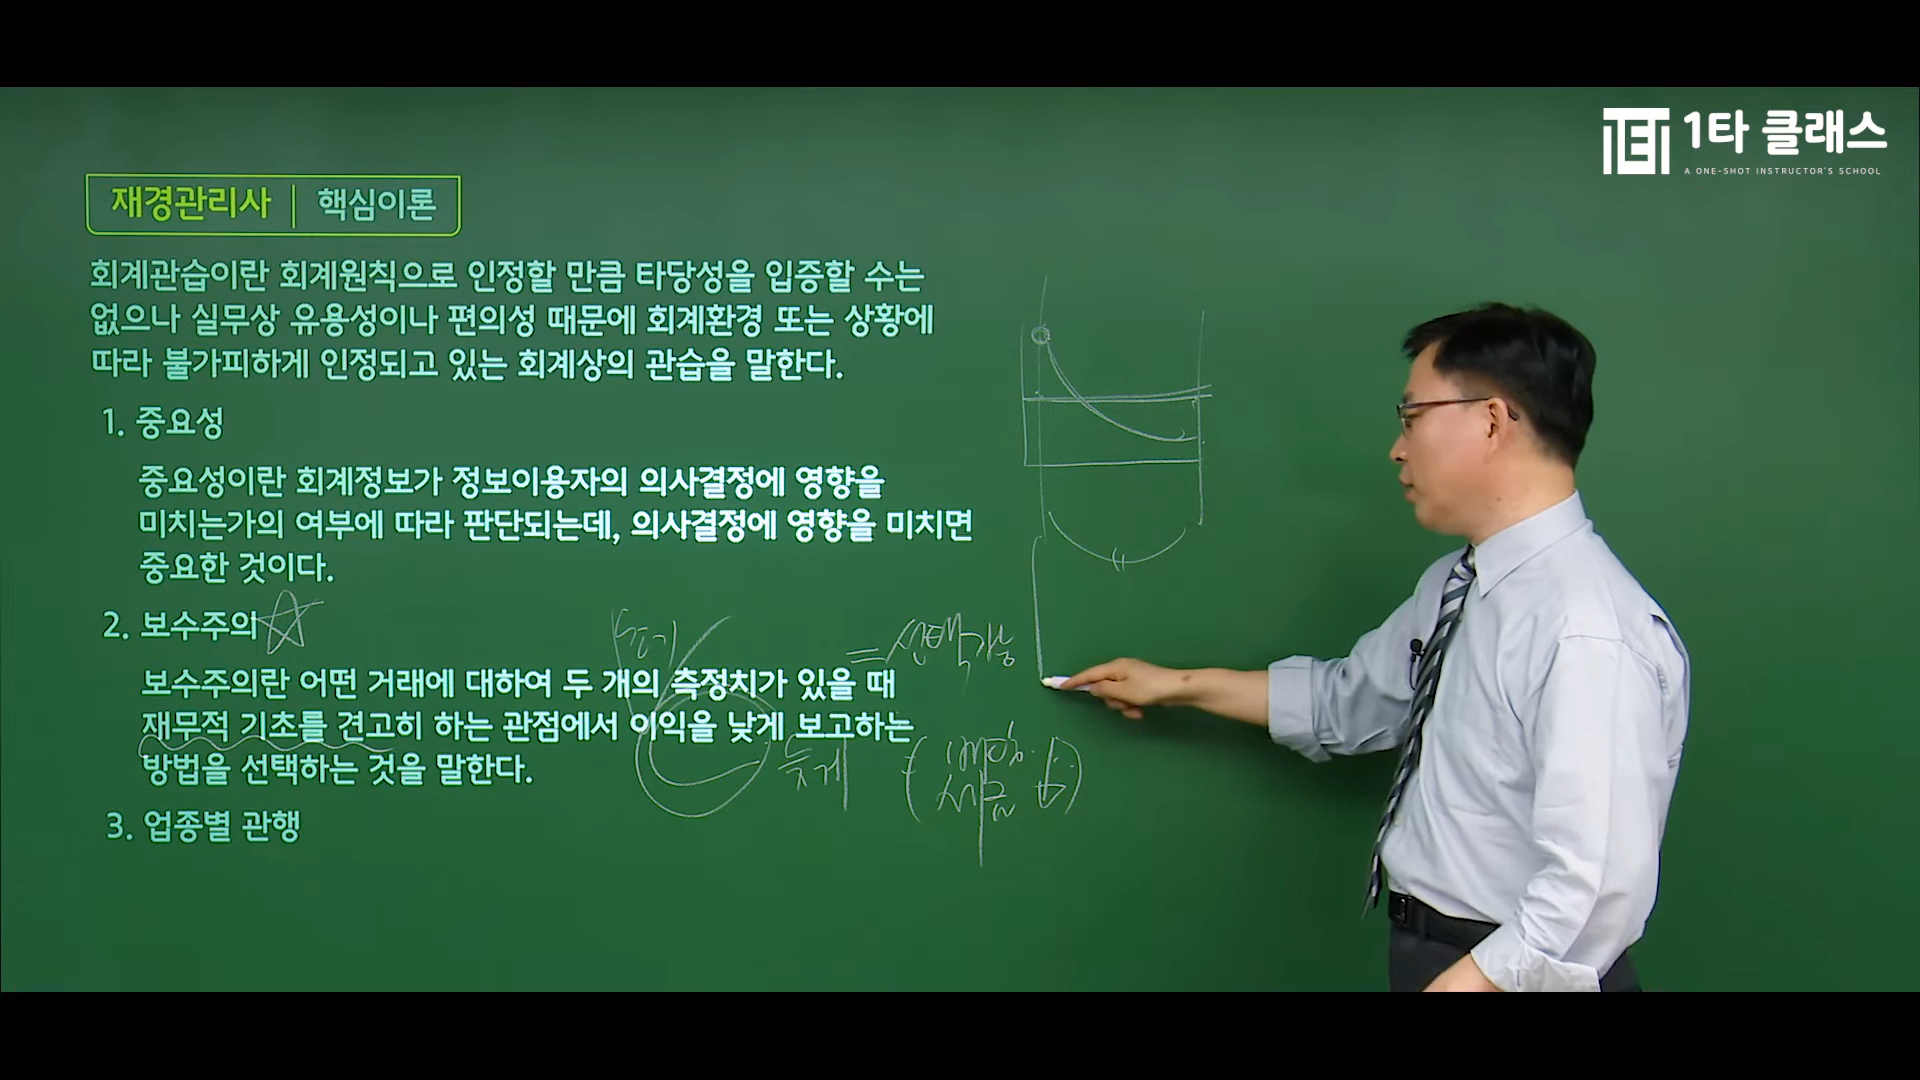 1타 클래스
A ONE-SHOT INSTRUCTOR'S SCHOOL
재경관리사 | 핵심이론
회계관습이란 회계원칙으로 인정할 만큼 타당성을 입증할 수는
없으나 실무상 유용성이나 편의성 때문에 회계환경 또는 상황에
따라 불가피하게 인정되고 있는 회계상의 관습을 말한다.
1. 중요성
중요성이란 회계정보가 정보이용자의 의사결정에 영향을
미치는가의 여부에 따라 판단되는데, 의사결정에 영향을 미치면
중요한 것이다.
2. 보수주의
= 선택가능
보수주의란 어떤 거래에 대하여 두 개의 측정치가 있을 때
재무적 기초를 견고히 하는 관점에서 이익을 낮게 보고하는
방법을 선택하는 것을 말한다.
늦게
세금
3. 업종별 관행